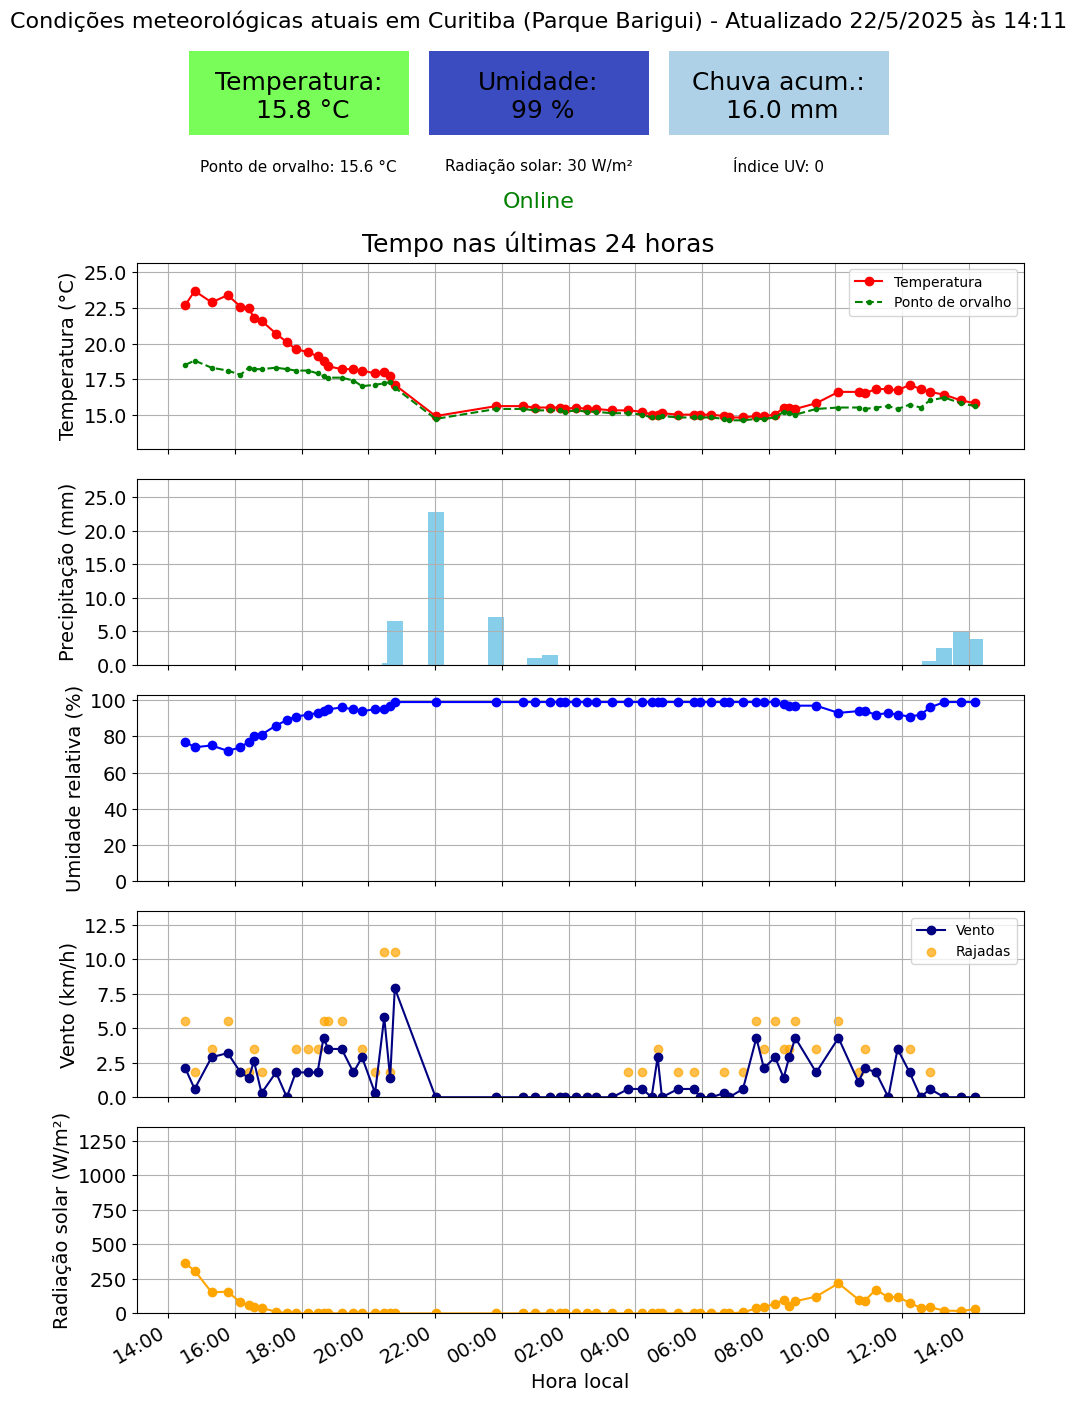 Condições meteorológicas atuais em Curitiba (Parque Barigui) - Atualizado 22/5/2025 às 14:11
Temperatura:
15.8 °C
Umidade:
99 %
Chuva acum.:
16.0 mm
Ponto de orvalho: 15.6 °C
Radiação solar: 30 W/m²
Índice UV: 0
Online
Tempo nas últimas 24 horas
Temperatura (°C)
25.0
22.5
20.0
17.5
15.0
Temperatura
Ponto de orvalho
Precipitação (mm)
25.0
20.0
15.0
10.0
5.0
0.0
Umidade relativa (%)
100
80
60
40
20
0
Vento (km/h)
12.5
10.0
7.5
5.0
2.5
0.0
Vento
Rajadas
Radiação solar (W/m²)
1250
1000
750
500
250
0
14:00
16:00
18:00
20:00
22:00
00:00
02:00
04:00
06:00
08:00
10:00
12:00
14:00
Hora local